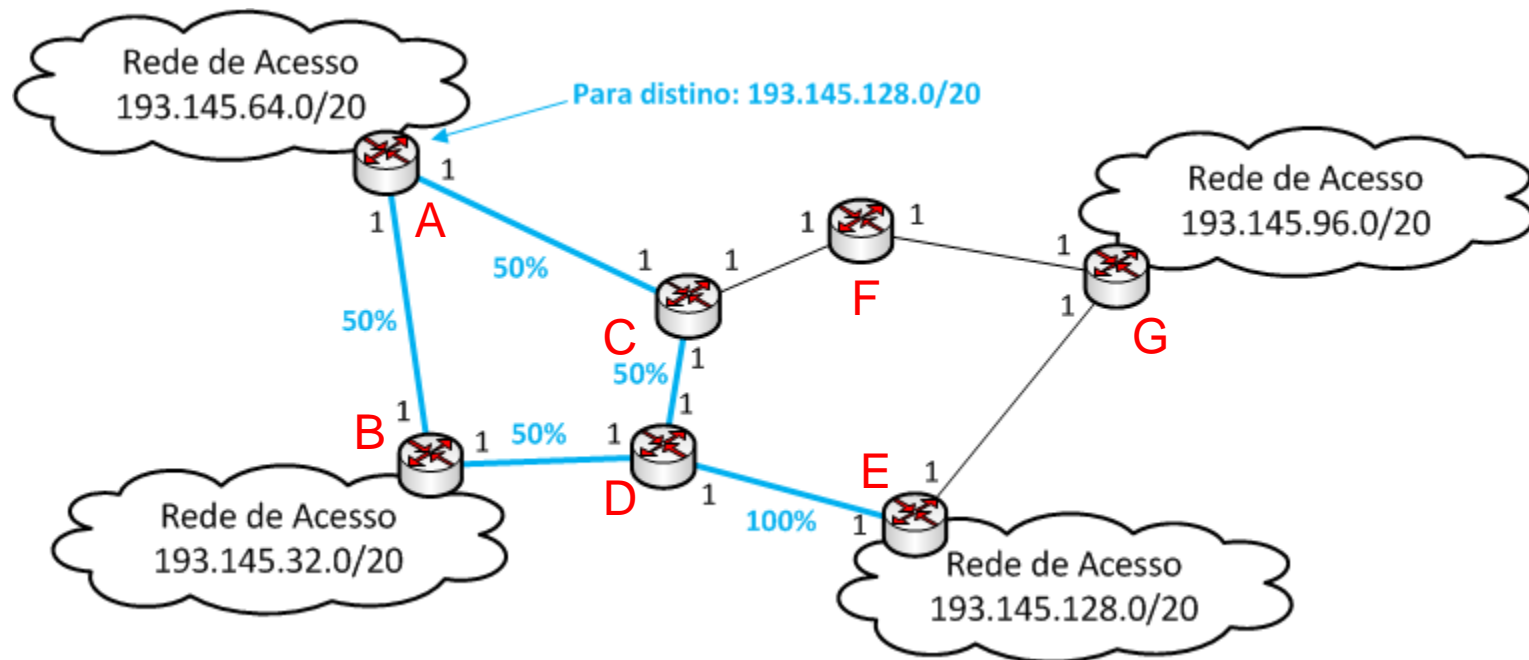 Rede de Acesso
193.145.64.0/20
Para distino: 193.145.128.0/20
1
A
1
50%
50%
Rede de Acesso
193.145.96.0/20
1
1
F
1
1
1
C
1
G
50%
1
1
1
B
1
50%
1
D
1
100%
E
1
1
Rede de Acesso
193.145.32.0/20
Rede de Acesso
193.145.128.0/20